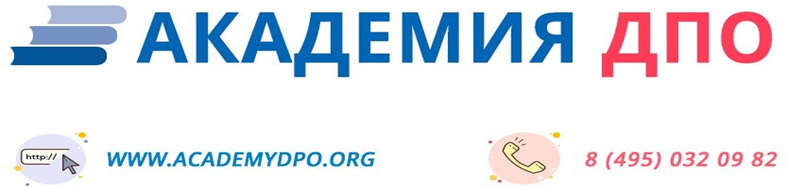 АКАДЕМИЯ ДПО
http://
WWW.ACADEMYDPO.ORG
8 (495) 032 09 82